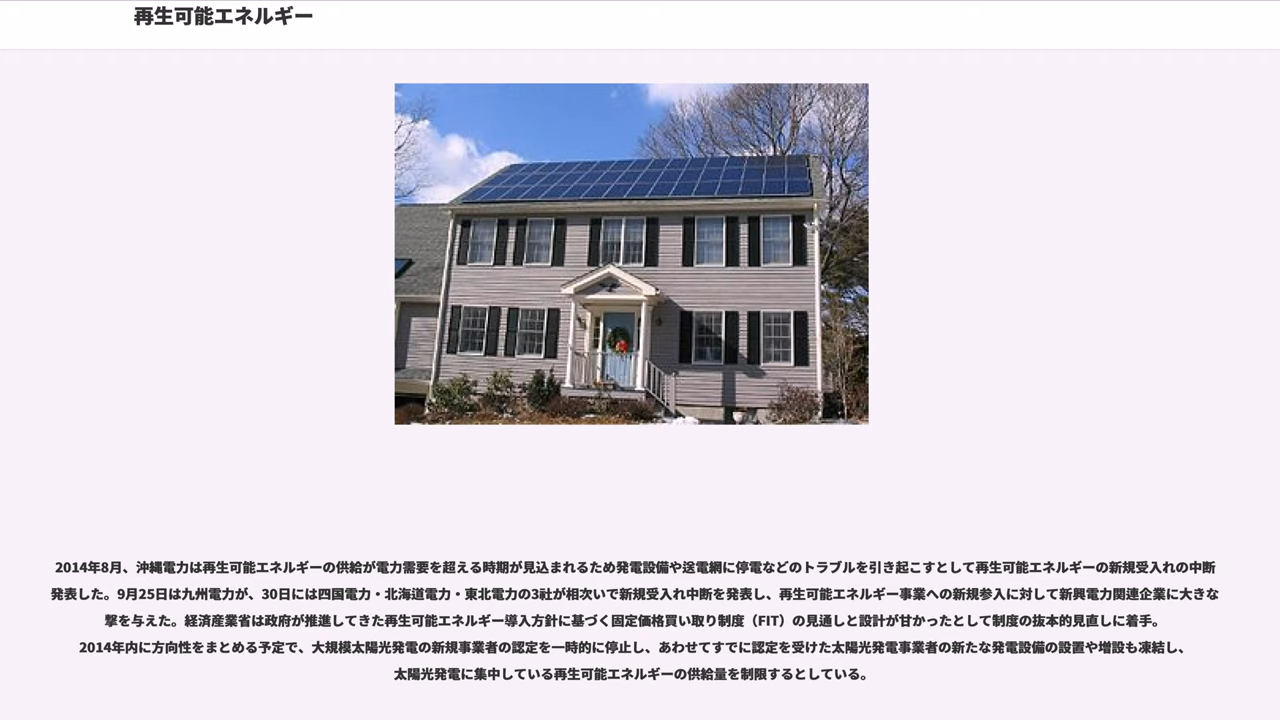 再生可能エネルギー
2014年8月、沖縄電力は再生可能エネルギーの供給が電力需要を超える時期が見込まれるため発電設備や送電網に停電などのトラブルを引き起こすとして再生可能エネルギーの新規受入れの中断
発表した。9月25日は九州電力が、30日には四国電力・北海道電力・東北電力の3社が相次いで新規受入れ中断を発表し、再生可能エネルギー事業への新規参入に対して新興電力関連企業に大きな
撃を与えた。経済産業省は政府が推進してきた再生可能エネルギー導入方針に基づく固定価格買い取り制度（FIT）の見通しと設計が甘かったとして制度の抜本的見直しに着手。
2014年内に方向性をまとめる予定で、大規模太陽光発電の新規事業者の認定を一時的に停止し、あわせてすでに認定を受けた太陽光発電事業者の新たな発電設備の設置や増設も凍結し、
太陽光発電に集中している再生可能エネルギーの供給量を制限するとしている。